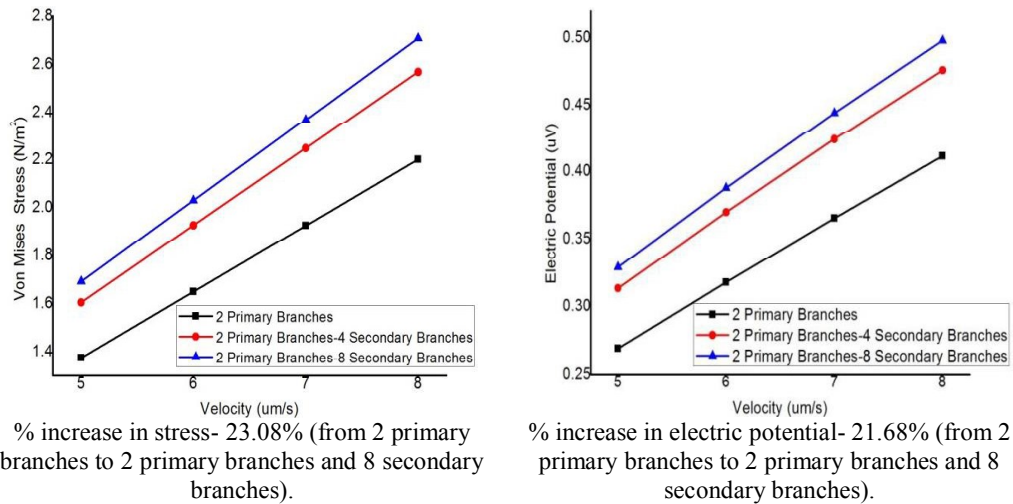 2.8
2.6
2.4
2.2
2.0
1.8
1.6
1.4
Von Mises Stress (N/m²)
2 Primary Branches
2 Primary Branches-4 Secondary Branches
2 Primary Branches-8 Secondary Branches
5 6 7 8
Velocity (um/s)
% increase in stress- 23.08% (from 2 primary
branches to 2 primary branches and 8 secondary
branches).
0.50
0.45
0.40
0.35
0.30
0.25
Electric Potential (uV)
2 Primary Branches
2 Primary Branches-4 Secondary Branches
2 Primary Branches-8 Secondary Branches
5 6 7 8
Velocity (um/s)
% increase in electric potential- 21.68% (from 2
primary branches to 2 primary branches and 8
secondary branches).